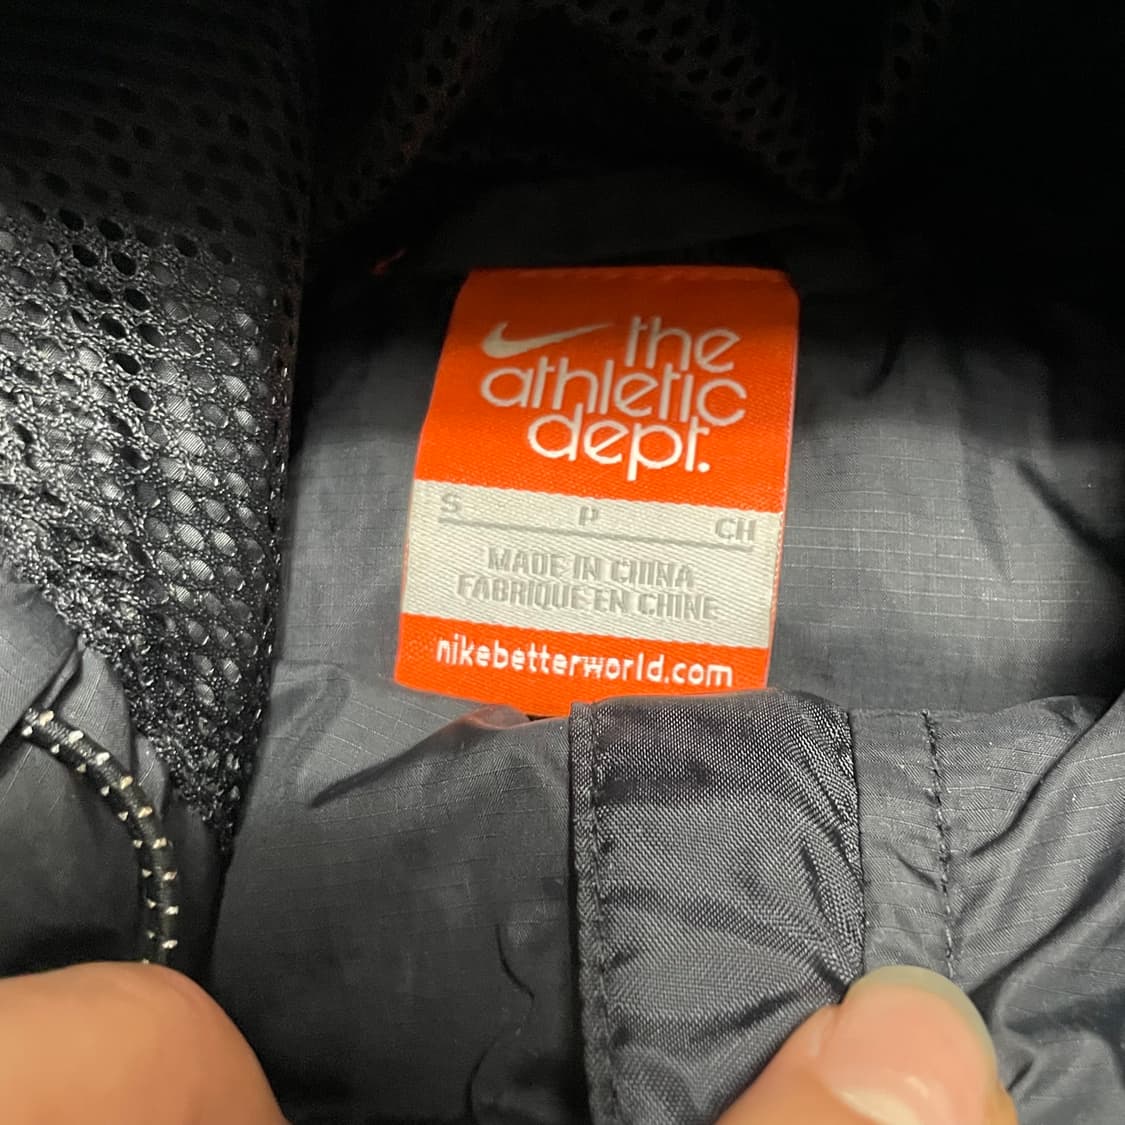 the
athletic
dept.
S P CH
MADE IN CHINA
FABRIQUE EN CHINE
nikebetterworld.com